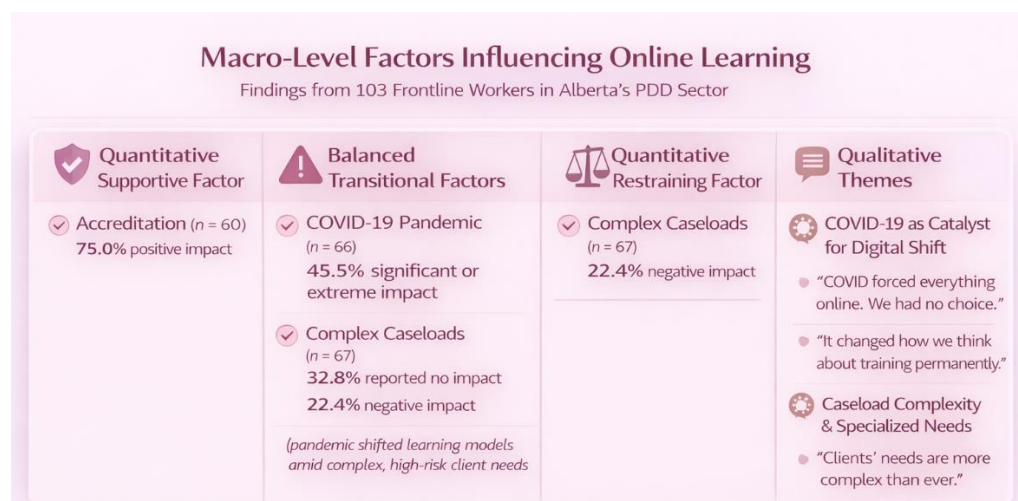 Macro-Level Factors Influencing Online Learning
Findings from 103 Frontline Workers in Alberta's PDD Sector
Quantitative
Supportive Factor
Accreditation (n = 60)
75.0% positive impact
Balanced
Transitional Factors
COVID-19 Pandemic
(n = 66)
45.5% significant or
extreme impact
Complex Caseloads
(n = 67)
32.8% reported no impact
22.4% negative impact
(pandemic shifted learning models
amid complex, high-risk client needs
Quantitative
Restraining Factor
Complex Caseloads
(n = 67)
22.4% negative impact
Qualitative
Themes
COVID-19 as Catalyst
for Digital Shift
“COVID forced everything
online. We had no choice.”
“It changed how we think
about training permanently.”
Caseload Complexity
& Specialized Needs
“Clients’ needs are more
complex than ever.”